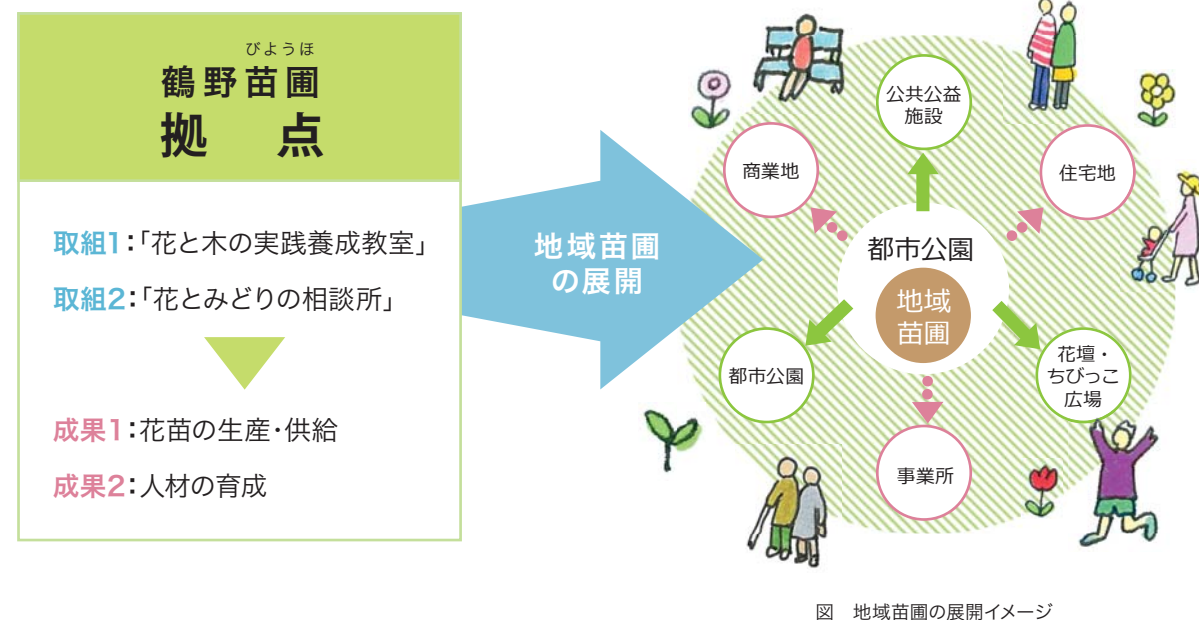 びようほ
鶴野苗圃
拠　点
取組1：「花と木の実践養成教室」
取組2：「花とみどりの相談所」
成果1：花苗の生産・供給
成果2：人材の育成
地域苗圃
の展開
公共公益
施設
商業地
住宅地
都市公園
地域
苗圃
都市公園
花壇・
ちびっこ
広場
事業所
図　地域苗圃の展開イメージ